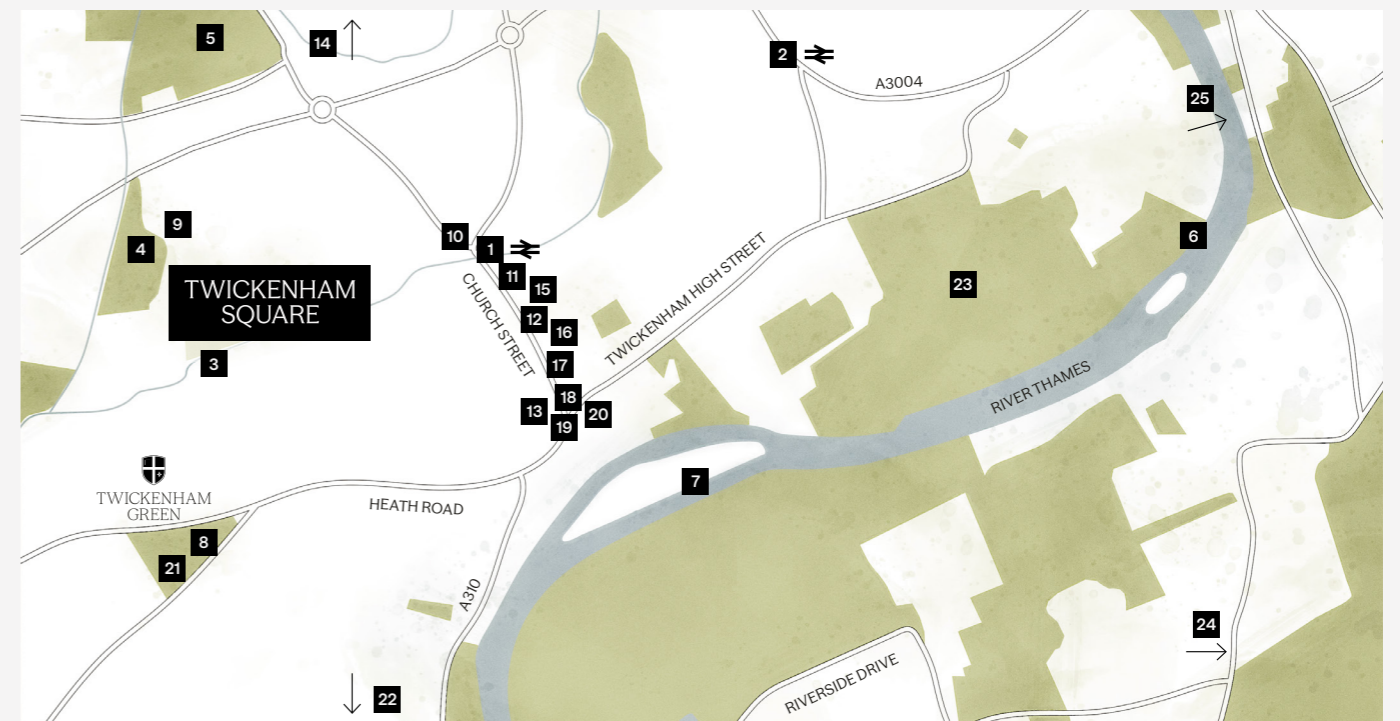 5
14
2
A3004
25
9
4
10
1
6
TWICKENHAM
SQUARE
11
15
23
12
16
CHURCH STREET
TWICKENHAM HIGH STREET
3
17
18
13
20
19
RIVER THAMES
7
TWICKENHAM
GREEN
HEATH ROAD
8
21
A310
24
RIVERSIDE DRIVE
22